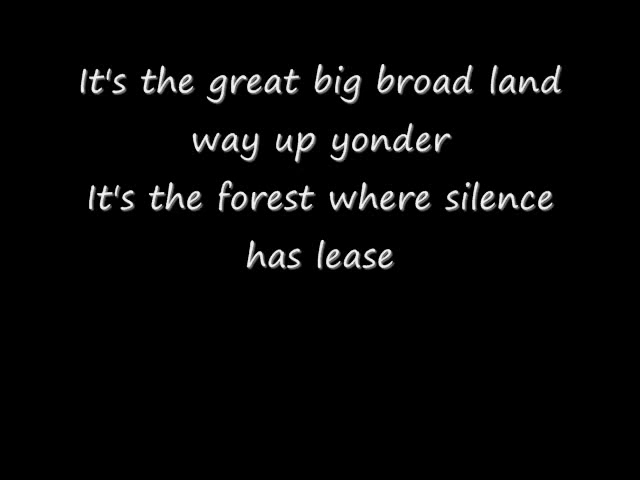 It's the great big broad land
way up yonder
It's the forest where silence
has lease